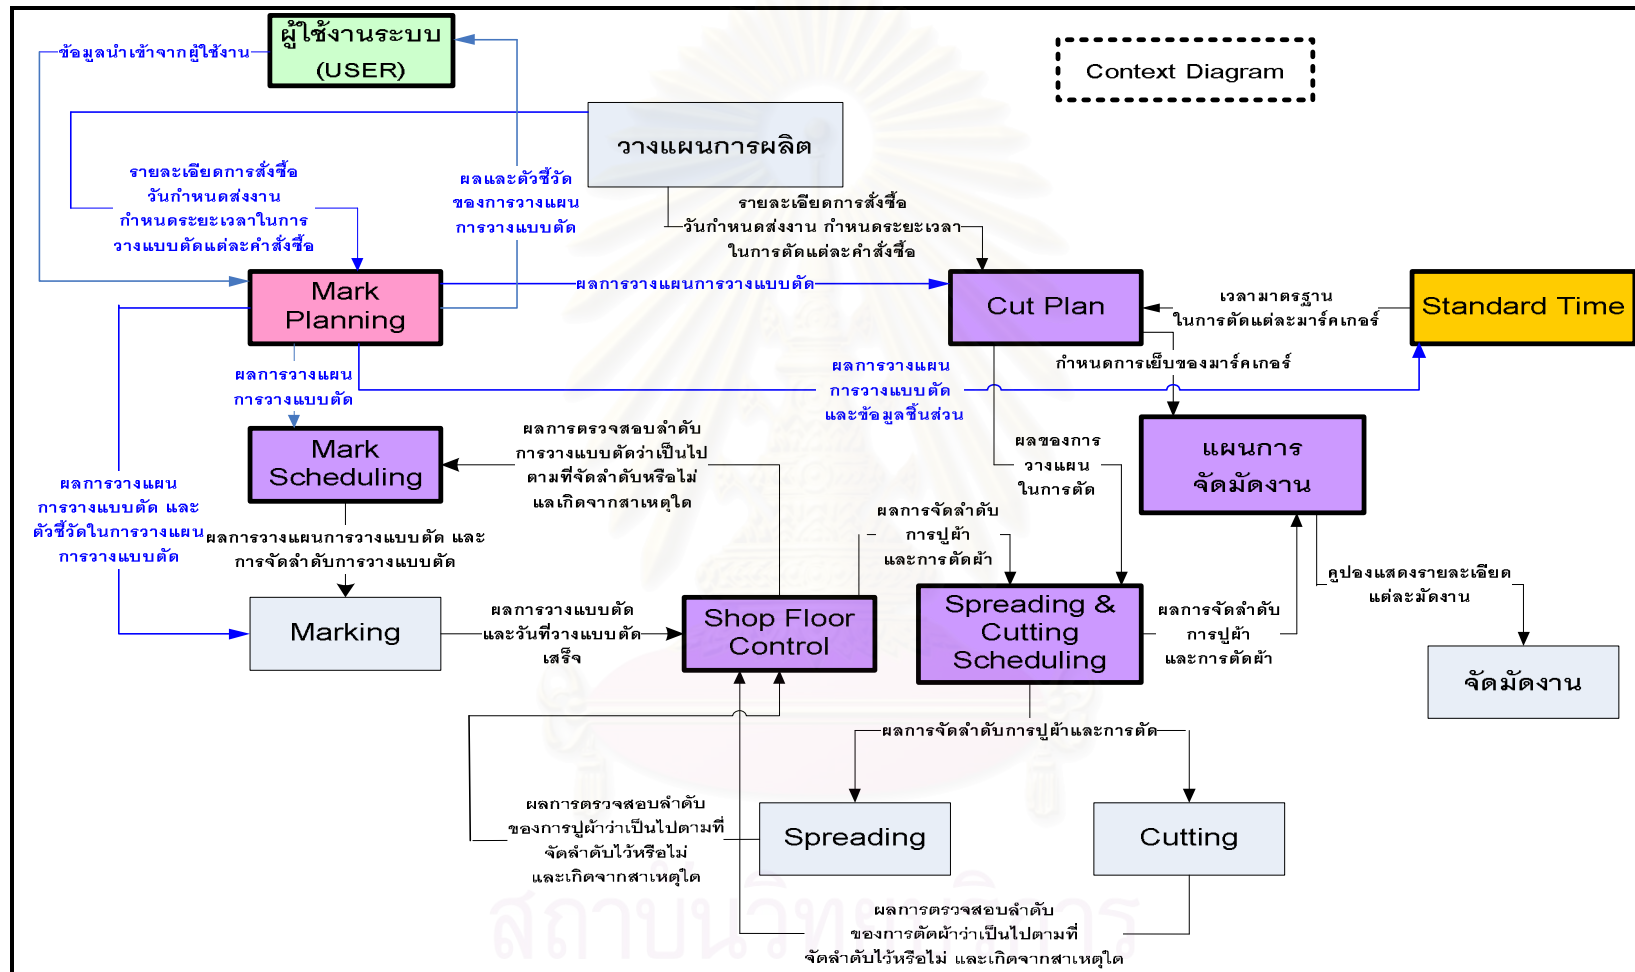 ผู้ใช้งานระบบ
(USER)
ข้อมูลนำเข้าจากผู้ใช้งาน
Context Diagram
วางแผนการผลิต
รายละเอียดการสั่งซื้อ
วันกำหนดส่งงาน
กำหนดระยะเวลาในการ
วางแบบตัดแต่ละคำสั่งซื้อ
ผลและตัวชี้วัด
ของการวางแผน
การวางแบบตัด
รายละเอียดการสั่งซื้อ
วันกำหนดส่งงาน กำหนดระยะเวลา
ในการตัดแต่ละคำสั่งซื้อ
Mark
Planning
ผลการวางแผนการวางแบบตัด
Cut Plan
เวลามาตรฐาน
ในการตัดแต่ละมาร์คเกอร์
Standard Time
ผลการวางแผน
การวางแบบตัด
ผลการวางแผน
การวางแบบตัด
และข้อมูลชิ้นส่วน
กำหนดการเย็บของมาร์คเกอร์
Mark
Scheduling
ผลการตรวจสอบลำดับ
การวางแบบตัดว่าเป็นไป
ตามที่จัดลำดับหรือไม่
แลเกิดจากสาเหตุใด
ผลของการ
วางแผน
ในการตัด
แผนการ
จัดมัดงาน
ผลการวางแผน
การวางแบบตัด และ
ตัวชี้วัดในการวางแผน
การวางแบบตัด
ผลการวางแผนการวางแบบตัด และ
การจัดลำดับการวางแบบตัด
ผลการจัดลำดับ
การปูผ้า
และการตัดผ้า
คูปองแสดงรายละเอียด
แต่ละมัดงาน
Marking
ผลการวางแบบตัด
และวันที่วางแบบตัด
เสร็จ
Shop Floor
Control
Spreading &
Cutting
Scheduling
ผลการจัดลำดับ
การปูผ้า
และการตัดผ้า
จัดมัดงาน
ผลการจัดลำดับการปูผ้าและการตัด
ผลการตรวจสอบลำดับ
ของการปูผ้าว่าเป็นไปตามที่
จัดลำดับไว้หรือไม่
และเกิดจากสาเหตุใด
Spreading
Cutting
ผลการตรวจสอบลำดับ
ของการตัดผ้าว่าเป็นไปตามที่
จัดลำดับไว้หรือไม่ และเกิดจากสาเหตุใด
สถาบันวิทยบริการ